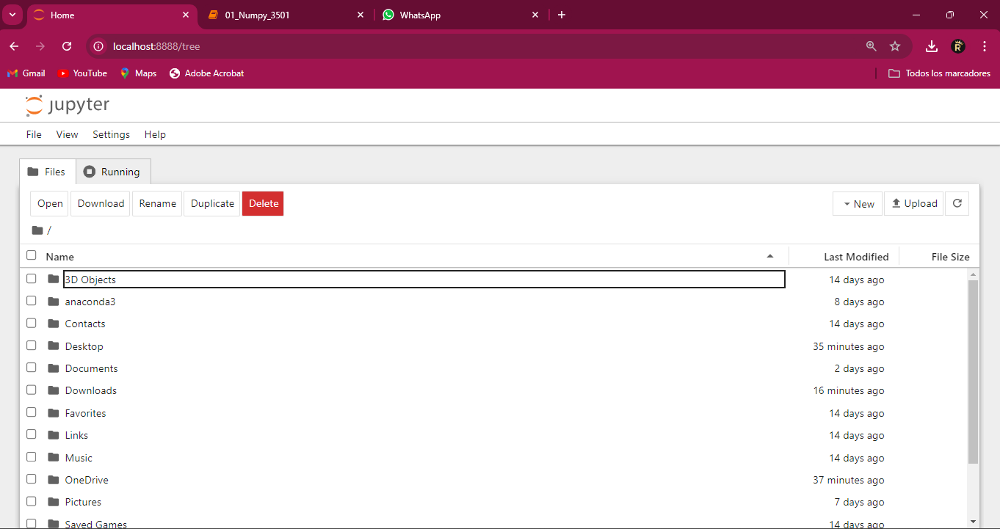 Home
01_Numpy_3501
WhatsApp
localhost:8888/tree
Gmail YouTube Maps Adobe Acrobat Todos los marcadores
jupyter
File View Settings Help
Files Running
Open Download Rename Duplicate Delete New Upload
/
Name Last Modified File Size
3D Objects 14 days ago
anaconda3 8 days ago
Contacts 14 days ago
Desktop 35 minutes ago
Documents 2 days ago
Downloads 16 minutes ago
Favorites 14 days ago
Links 14 days ago
Music 14 days ago
OneDrive 37 minutes ago
Pictures 7 days ago
Saved Games 14 days ago